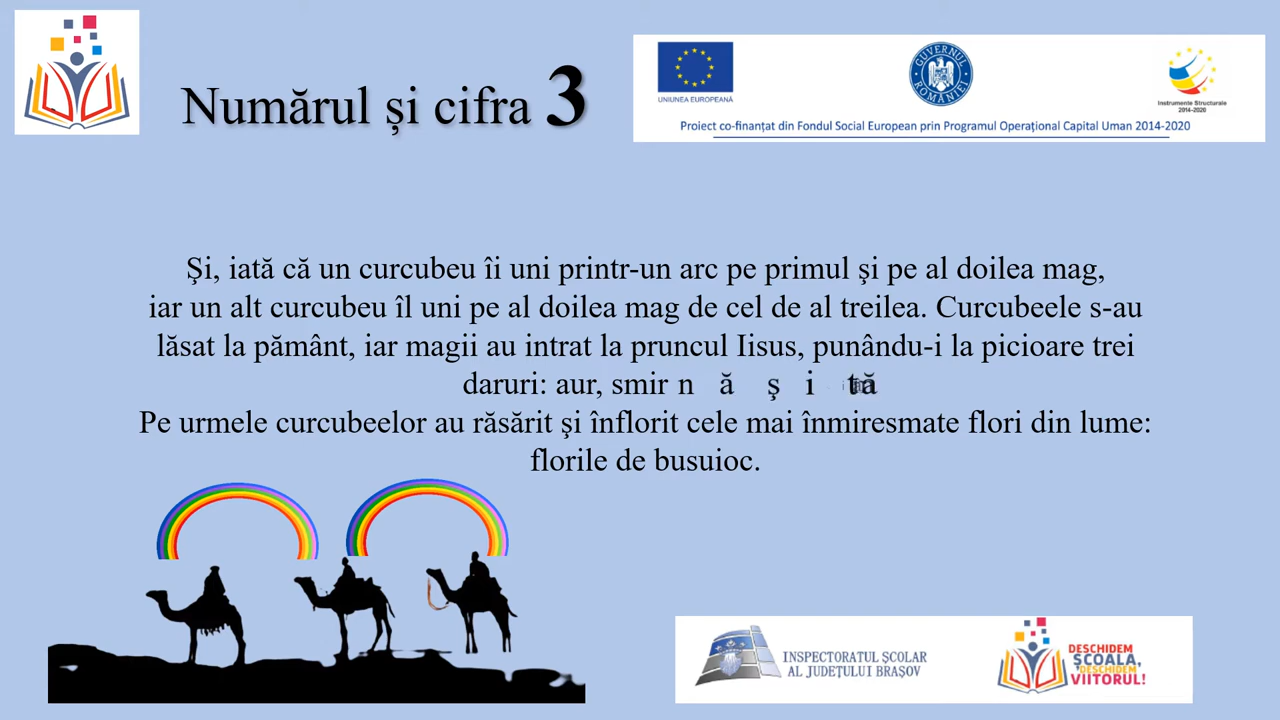 Numărul și cifra 3
UNIUNEA EUROPEANĂ
GUVERNUL ROMÂNIEI
Instrumente Structurale
2014-2020
Proiect co-finanțat din Fondul Social European prin Programul Operațional Capital Uman 2014-2020
Şi, iată că un curcubeu îi uni printr-un arc pe primul şi pe al doilea mag,
iar un alt curcubeu îl uni pe al doilea mag de cel de al treilea. Curcubeele s-au
lăsat la pământ, iar magii au intrat la pruncul Iisus, punându-i la picioare trei
daruri: aur, smirnă şi
Pe urmele curcubeelor au răsărit şi înflorit cele mai înmiresmate flori din lume:
florile de busuioc.
INSPECTORATUL ŞCOLAR
AL JUDEŢULUI BRAŞOV
DESCHIDEM
ŞCOALA,
DESCHIDEM
VIITORUL!